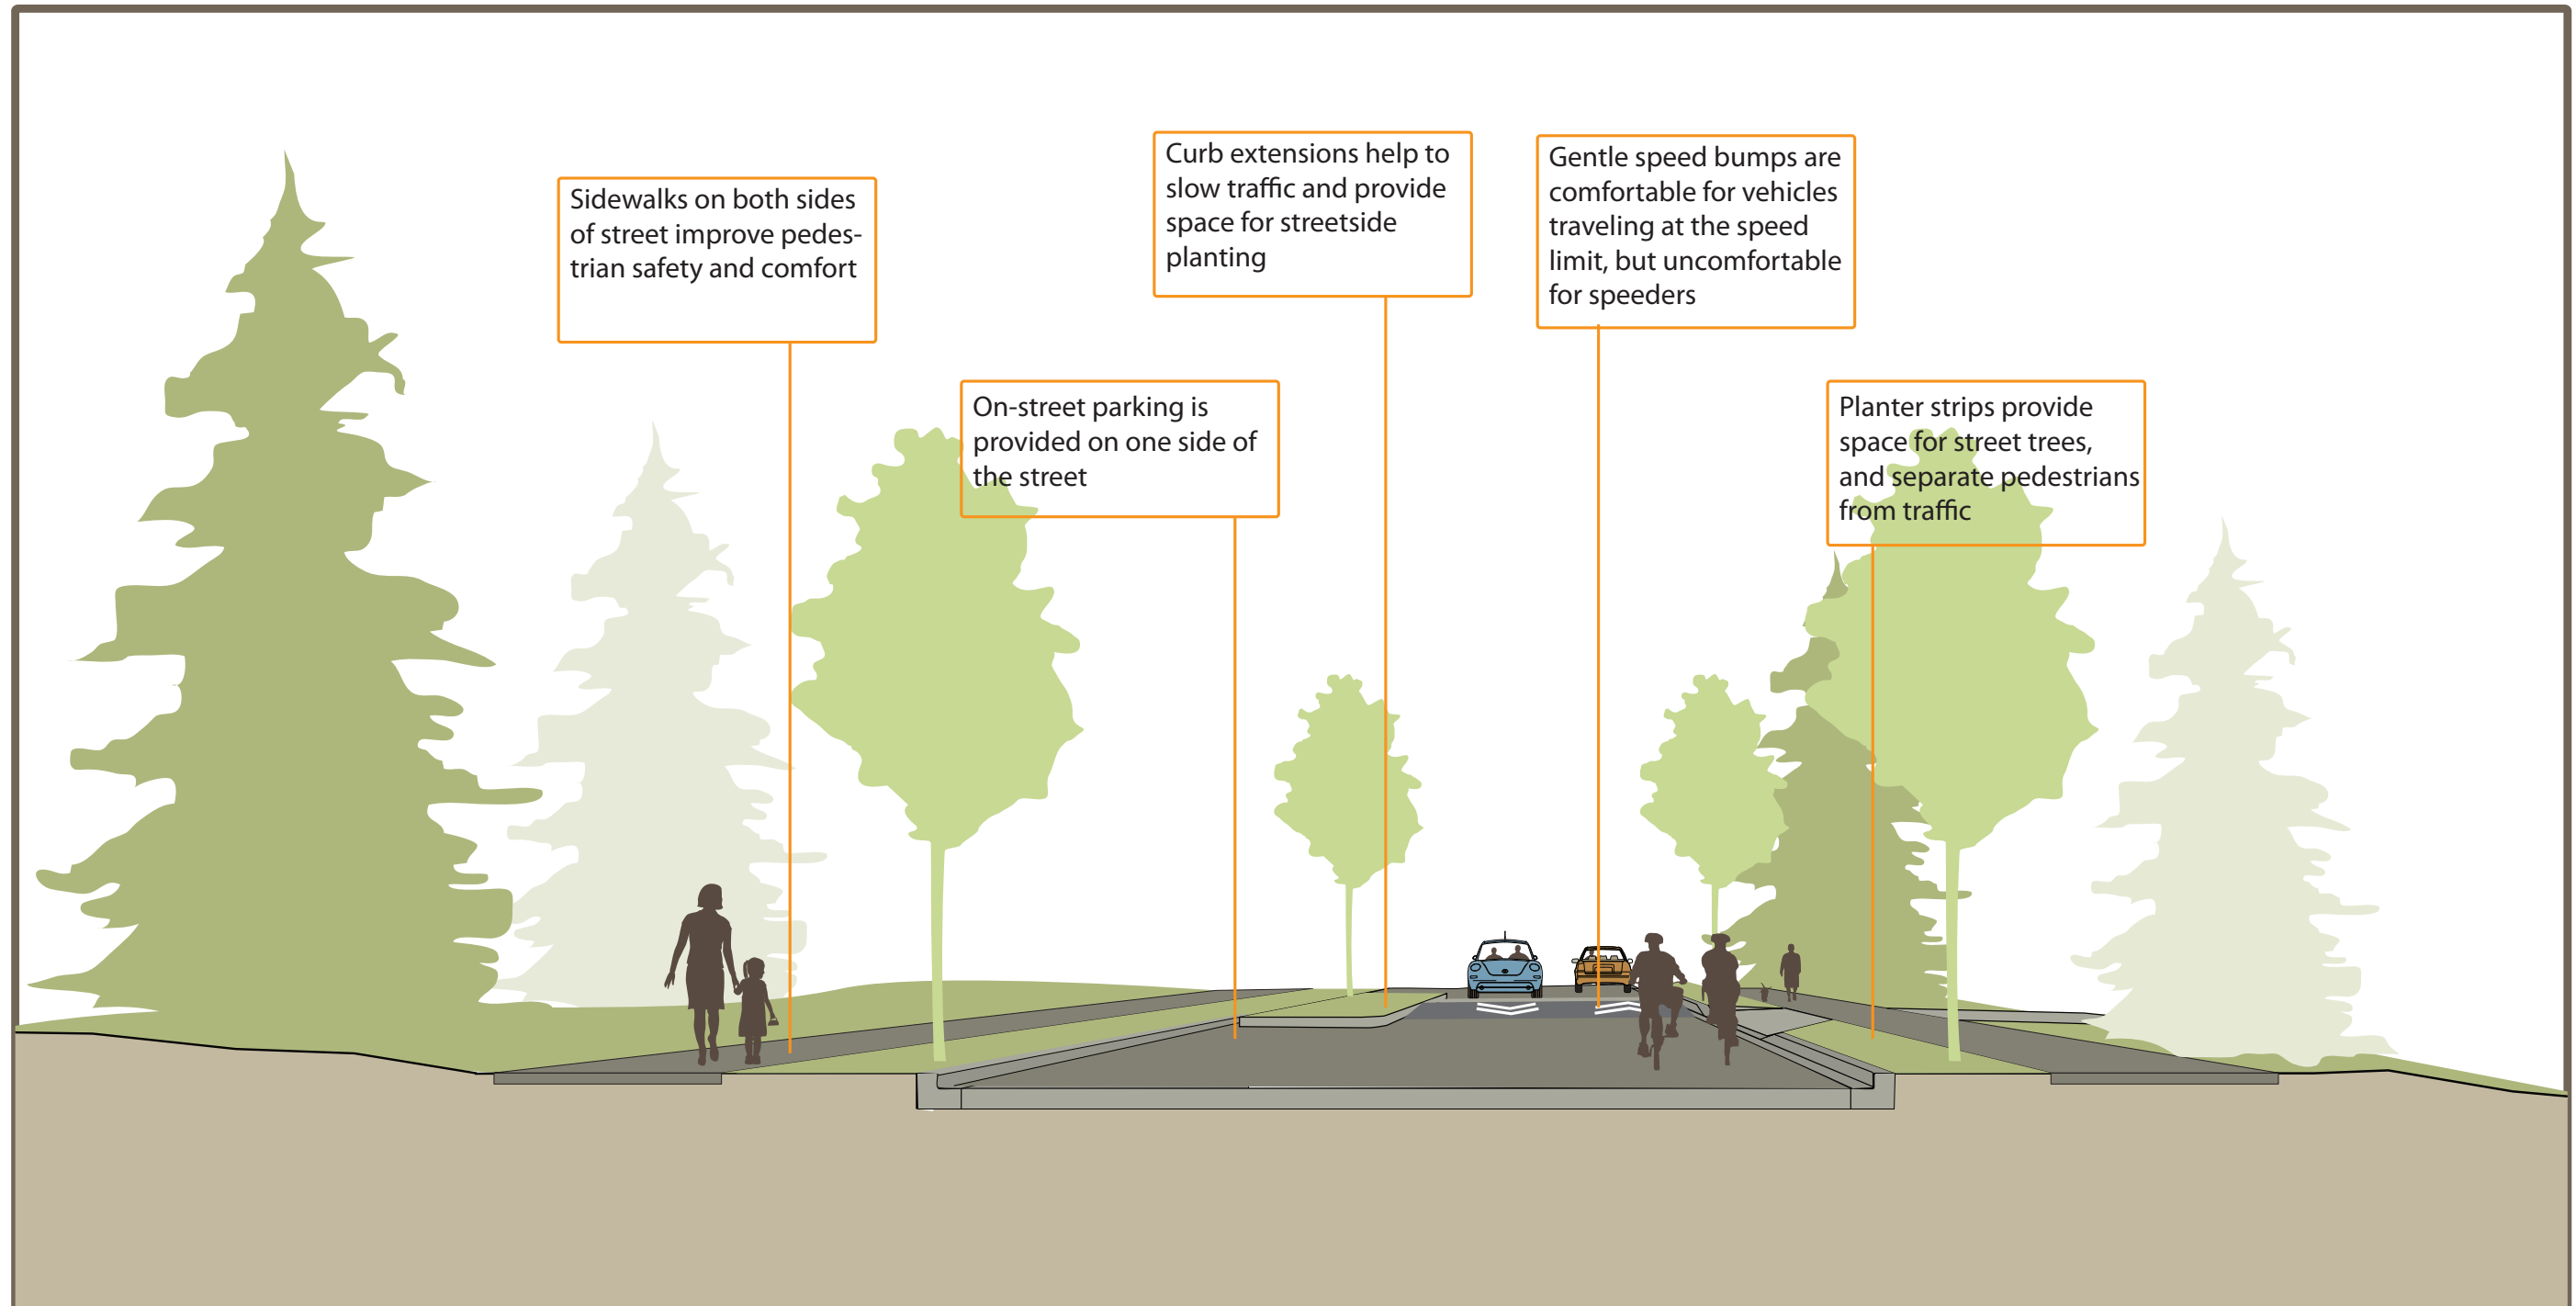 Sidewalks on both sides
of street improve pedes-
trian safety and comfort
On-street parking is
provided on one side of
the street
Curb extensions help to
slow traffic and provide
space for streetside
planting
Gentle speed bumps are
comfortable for vehicles
traveling at the speed
limit, but uncomfortable
for speeders
Planter strips provide
space for street trees,
and separate pedestrians
from traffic